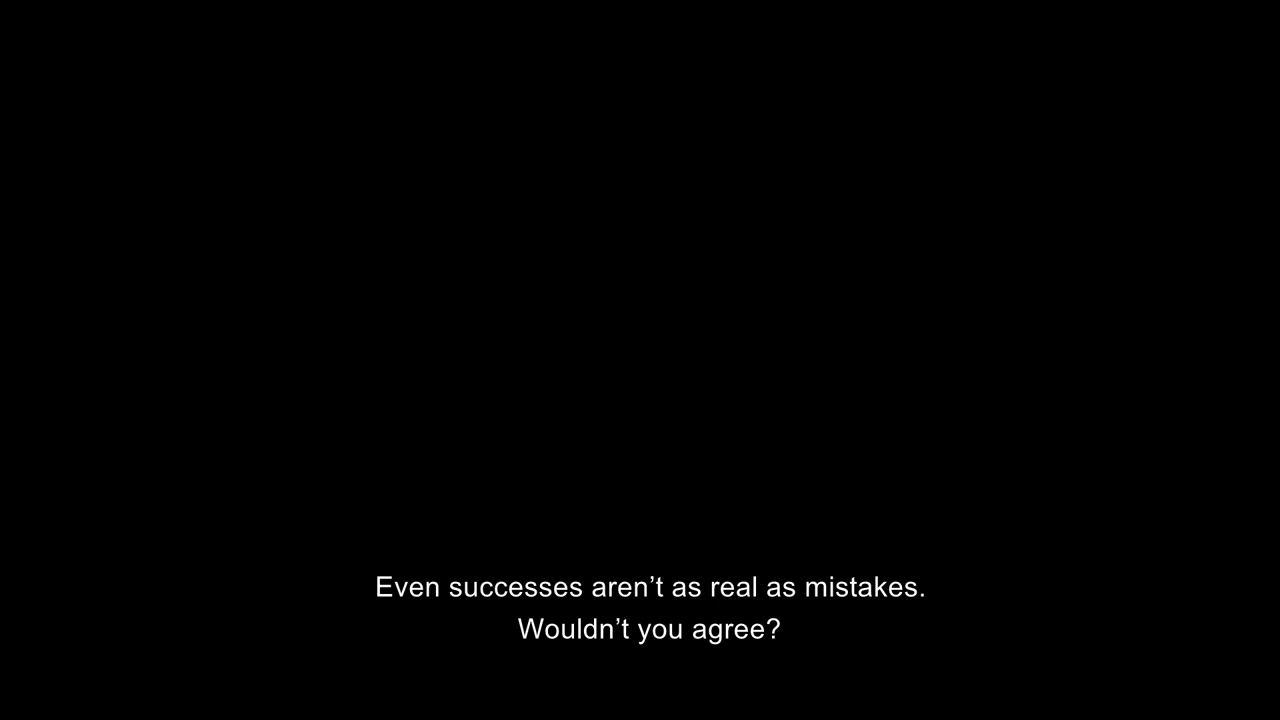 Even successes aren’t as real as mistakes.
Wouldn’t you agree?